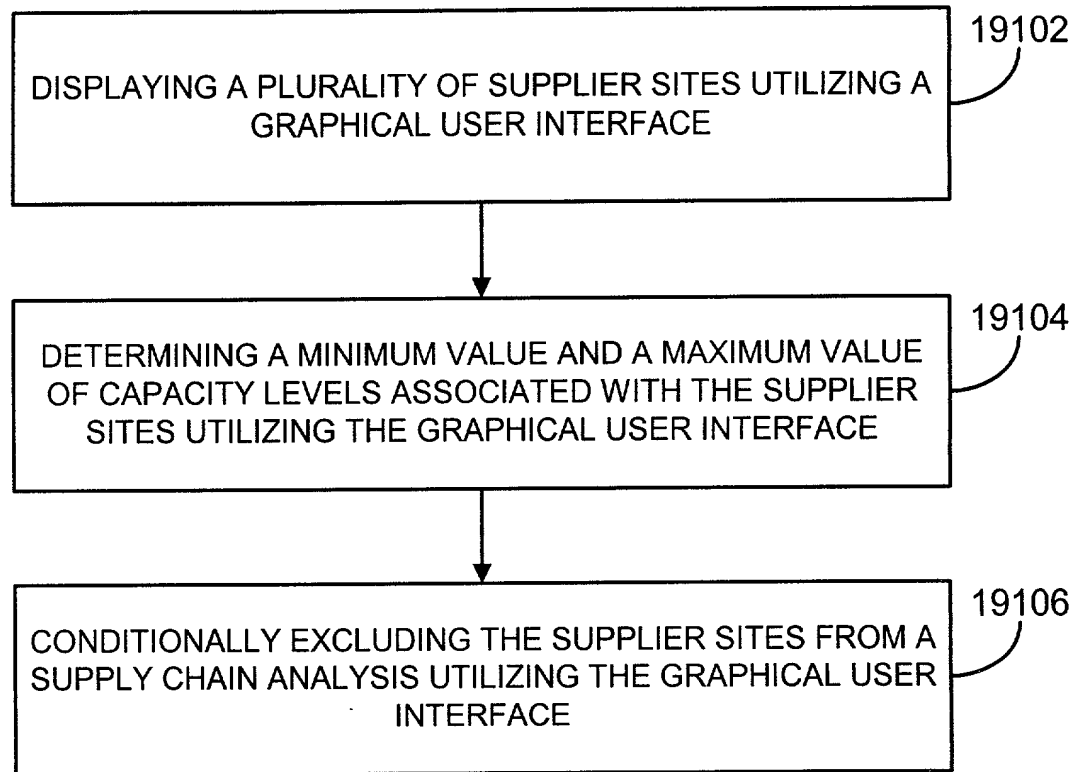 19102
DISPLAYING A PLURALITY OF SUPPLIER SITES UTILIZING A
GRAPHICAL USER INTERFACE
19104
DETERMINING A MINIMUM VALUE AND A MAXIMUM VALUE
OF CAPACITY LEVELS ASSOCIATED WITH THE SUPPLIER
SITES UTILIZING THE GRAPHICAL USER INTERFACE
19106
CONDITIONALLY EXCLUDING THE SUPPLIER SITES FROM A
SUPPLY CHAIN ANALYSIS UTILIZING THE GRAPHICAL USER
INTERFACE